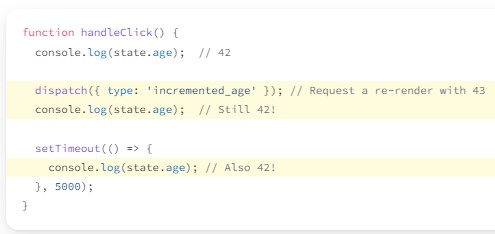 function handleClick() {
  console.log(state.age);  // 42

  dispatch({ type: 'incremented_age' }); // Request a re-render with 43
  console.log(state.age);  // Still 42!

  setTimeout(() => {
    console.log(state.age); // Also 42!
  }, 5000);
}